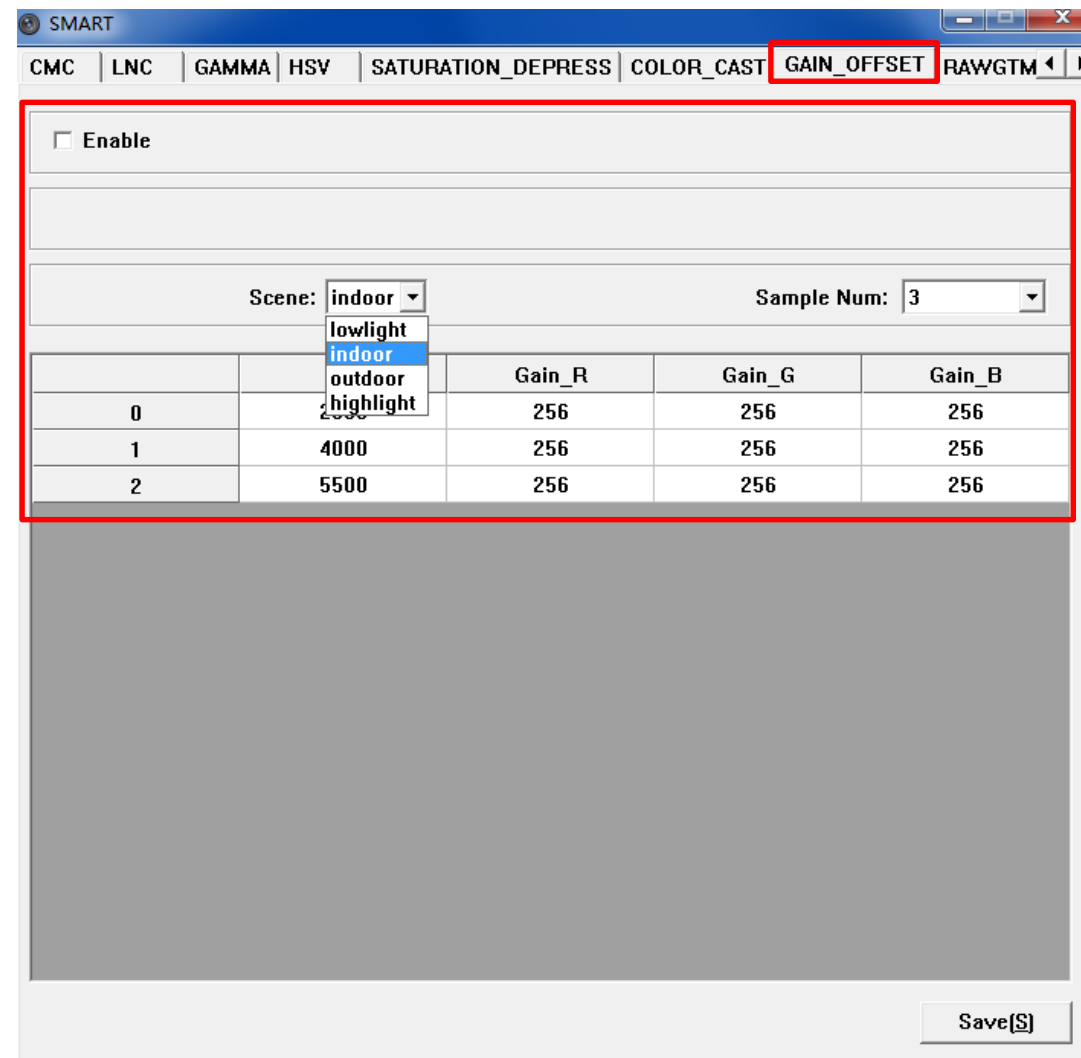 SMART
CMC LNC GAMMA HSV SATURATION_DEPRESS COLOR_CAST GAIN_OFFSET RAWGTM
Enable
Scene: indoor Sample Num: 3
lowlight
indoor
outdoor
highlight
Gain_R Gain_G Gain_B
0 256 256 256
1 4000 256 256 256
2 5500 256 256 256
Save(S)